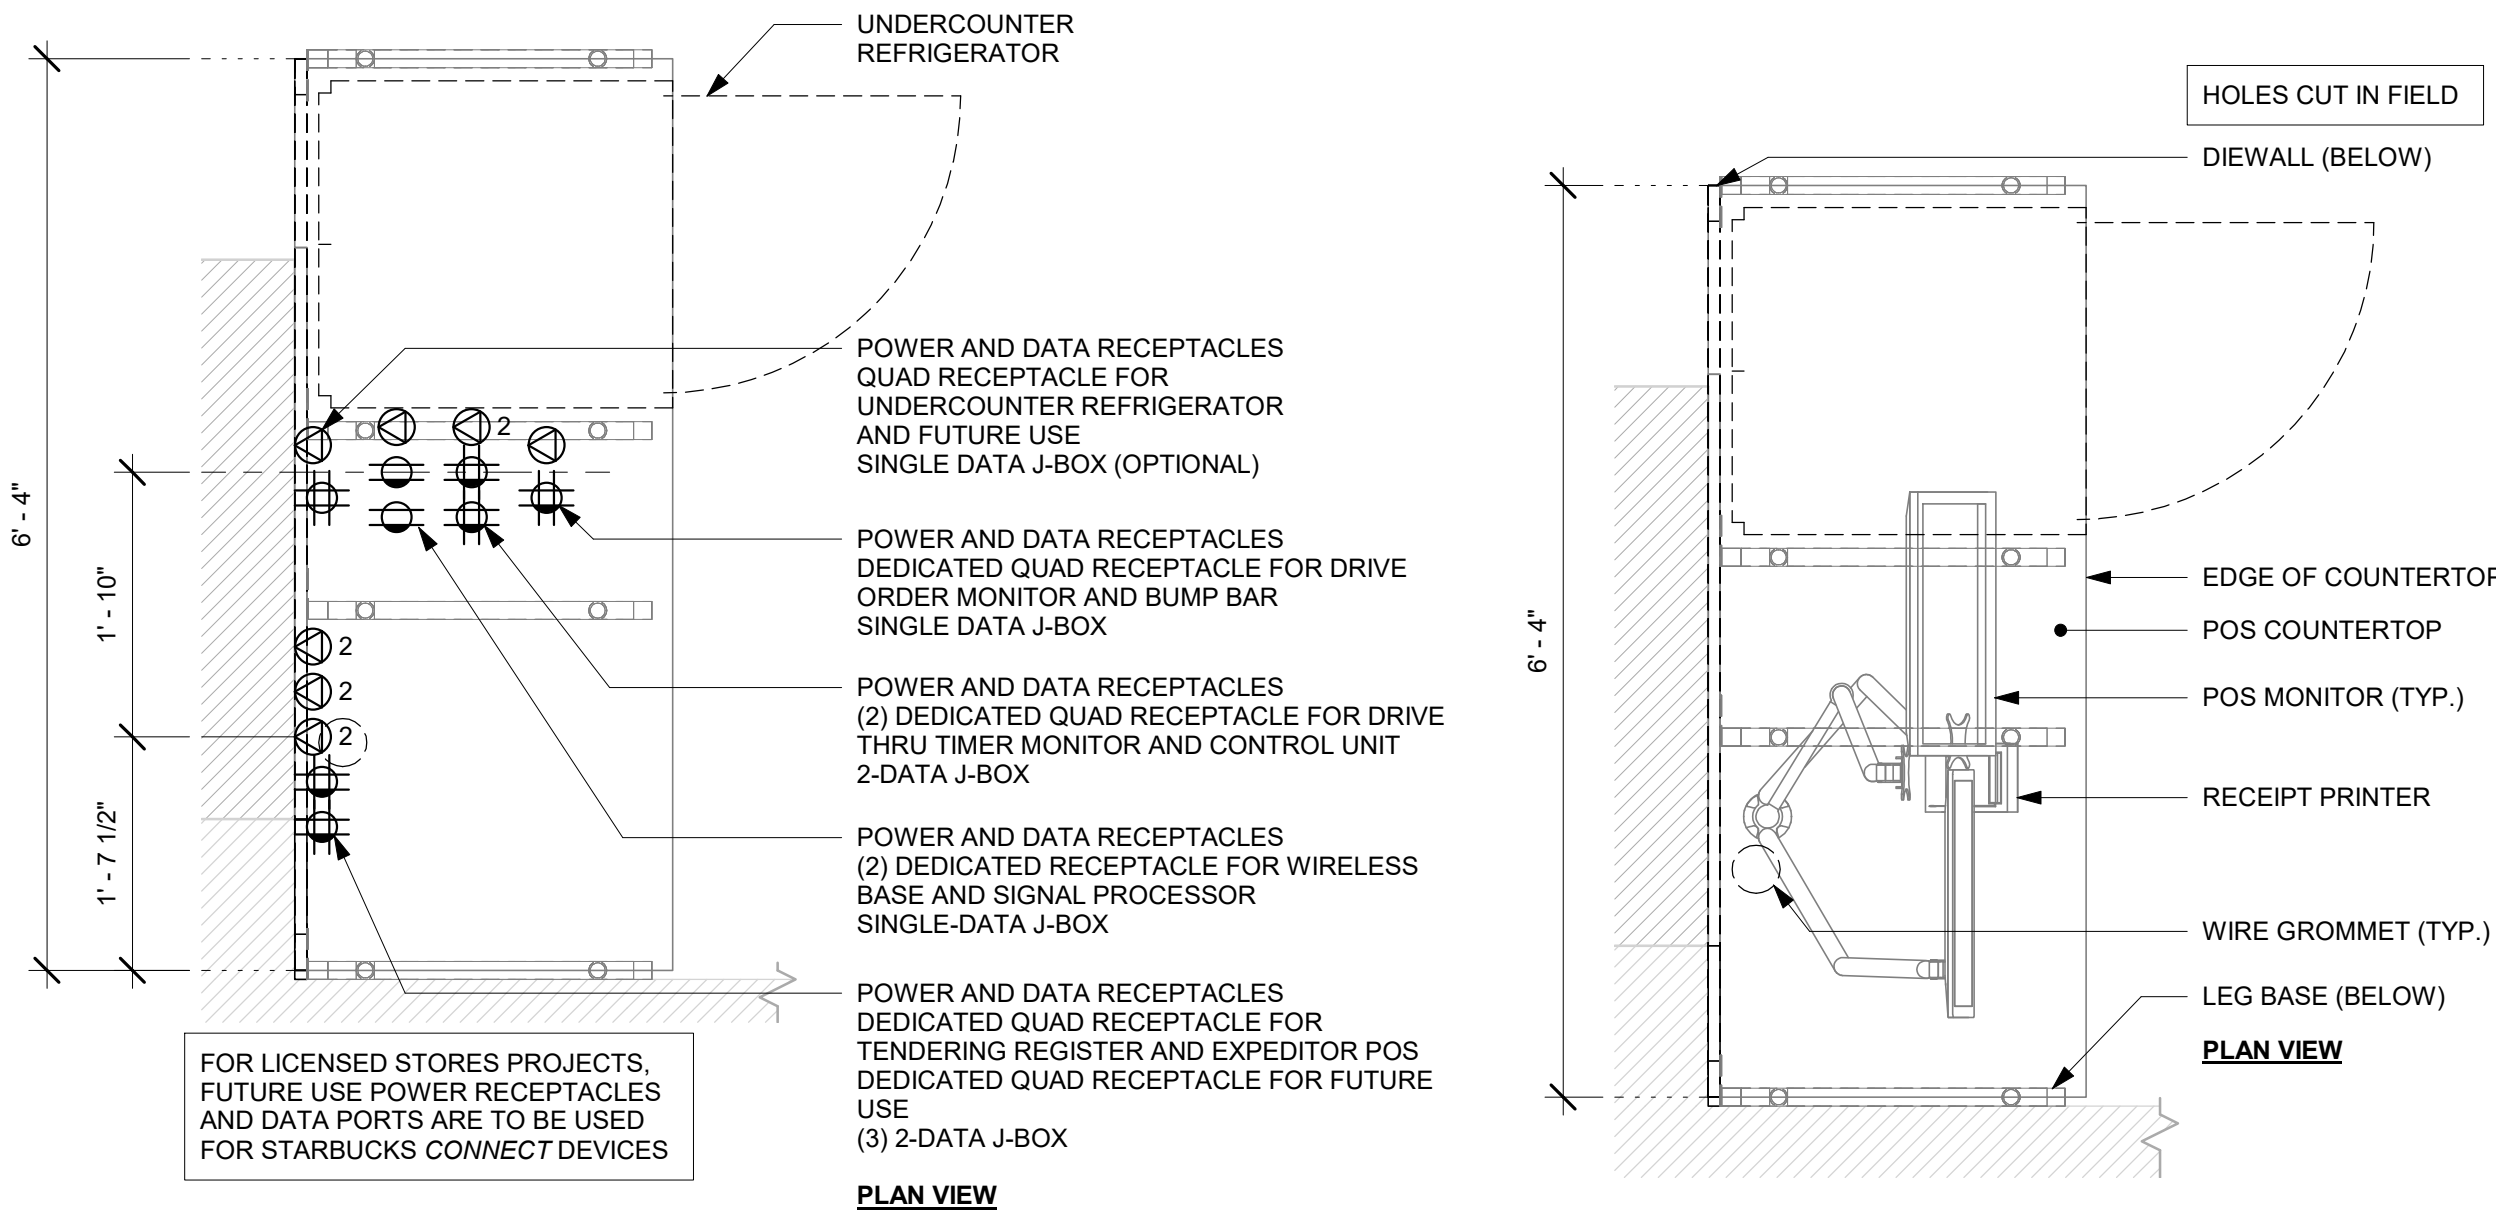 UNDERCOUNTER
REFRIGERATOR
POWER AND DATA RECEPTACLES
QUAD RECEPTACLE FOR
UNDERCOUNTER REFRIGERATOR
AND FUTURE USE
SINGLE DATA J-BOX (OPTIONAL)
POWER AND DATA RECEPTACLES
DEDICATED QUAD RECEPTACLE FOR DRIVE
ORDER MONITOR AND BUMP BAR
SINGLE DATA J-BOX
POWER AND DATA RECEPTACLES
(2) DEDICATED QUAD RECEPTACLE FOR DRIVE
THRU TIMER MONITOR AND CONTROL UNIT
2-DATA J-BOX
POWER AND DATA RECEPTACLES
(2) DEDICATED RECEPTACLE FOR WIRELESS
BASE AND SIGNAL PROCESSOR
SINGLE-DATA J-BOX
POWER AND DATA RECEPTACLES
DEDICATED QUAD RECEPTACLE FOR
TENDERING REGISTER AND EXPEDITOR POS
DEDICATED QUAD RECEPTACLE FOR FUTURE
USE
(3) 2-DATA J-BOX
PLAN VIEW
6' - 4"
1' - 10"
1' - 7 1/2"
2
2
2
2
FOR LICENSED STORES PROJECTS,
FUTURE USE POWER RECEPTACLES
AND DATA PORTS ARE TO BE USED
FOR STARBUCKS CONNECT DEVICES
6' - 4"
HOLES CUT IN FIELD
DIEWALL (BELOW)
EDGE OF COUNTERTOP
POS COUNTERTOP
POS MONITOR (TYP.)
RECEIPT PRINTER
WIRE GROMMET (TYP.)
LEG BASE (BELOW)
PLAN VIEW